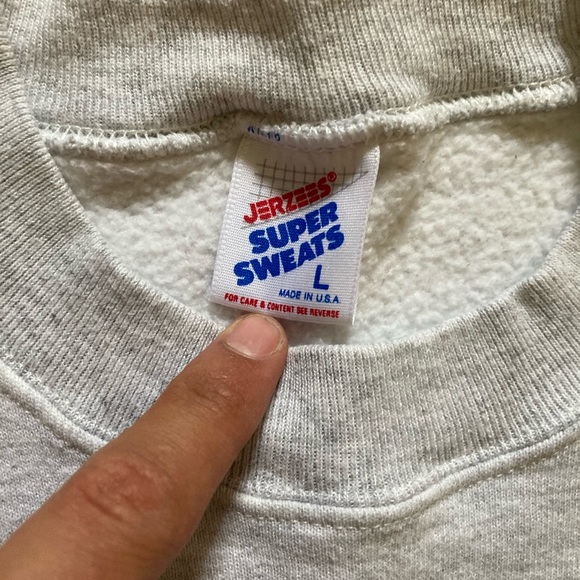 JERZEES®
SUPER
SWEATS
L
MADE IN U.S.A.
FOR CARE & CONTENT SEE REVERSE